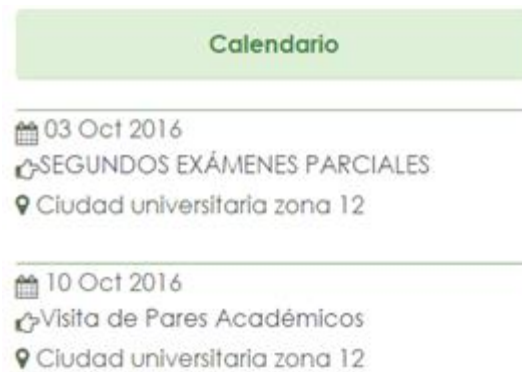 Calendario
03 Oct 2016
SEGUNDOS EXÁMENES PARCIALES
Ciudad universitaria zona 12
10 Oct 2016
Visita de Pares Académicos
Ciudad universitaria zona 12